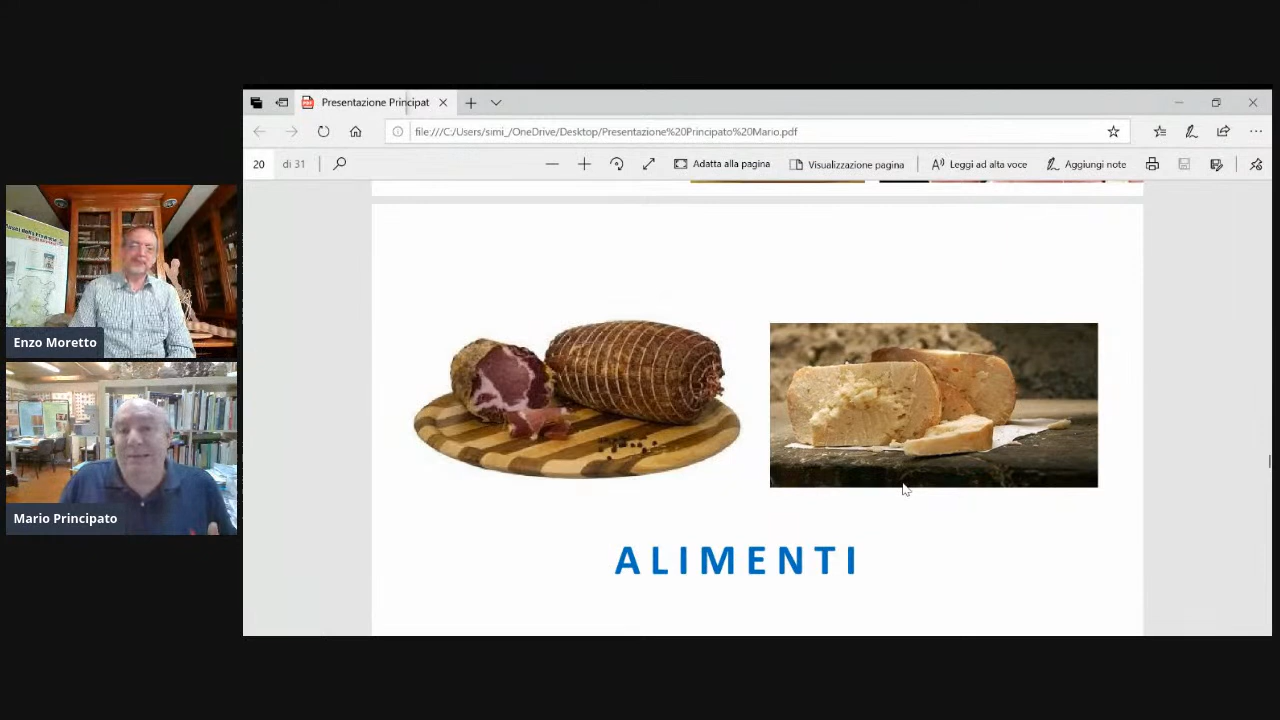 Presentazione Principat
file:///C:/Users/simi_/OneDrive/Desktop/Presentazione%20Principato%20Mario.pdf
20 di 31 Adatta alla pagina Visualizzazione pagina Leggi ad alta voce Aggiungi note
Enzo Moretto
Mario Principato
ALIMENTI